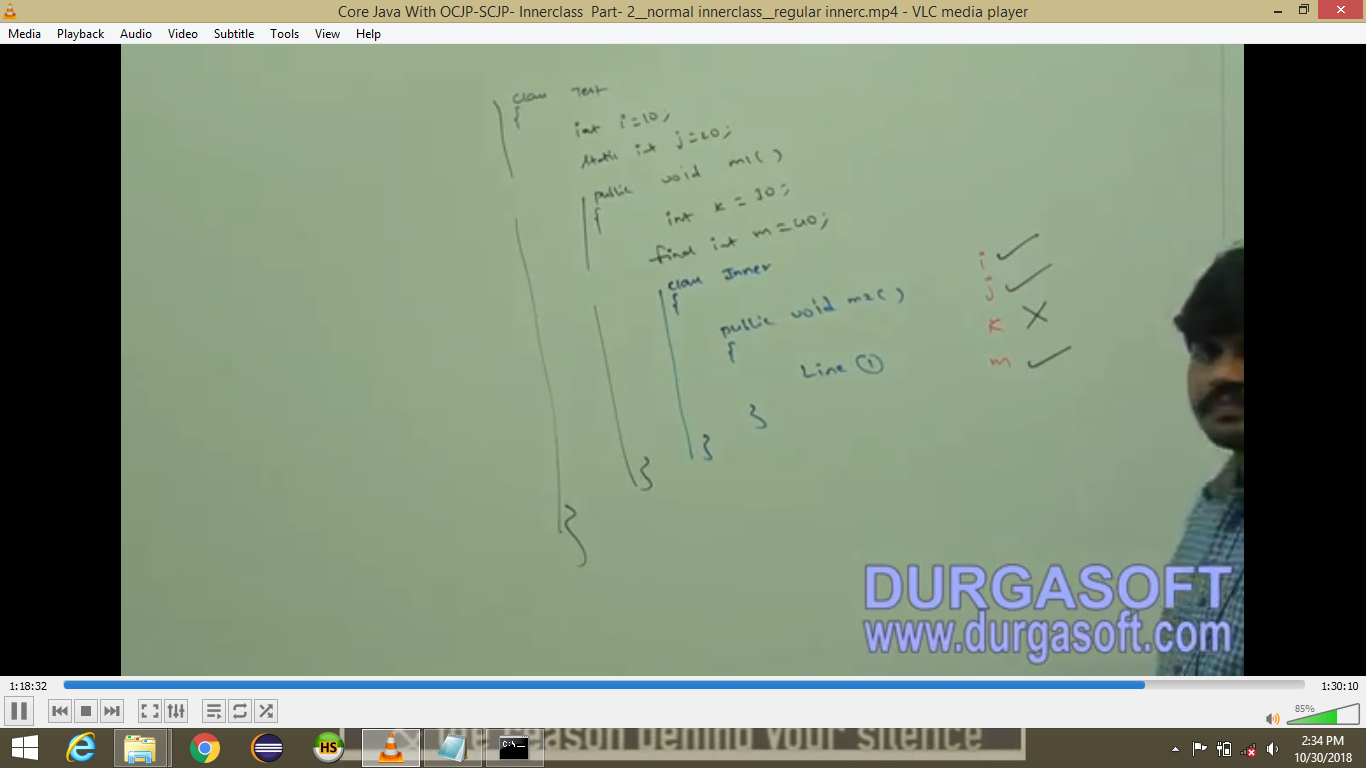 Core Java With OCJP-SCJP- Innerclass Part- 2__normal innerclass__regular innerc.mp4 - VLC media player
Media Playback Audio Video Subtitle Tools View Help
class Test
{
int i=10;
static int j=20;
public void m1()
{
int k = 30;
final int m=40;
class Inner
{
public void m2()
{
Line ①
}
}
}
}
i ✓
j ✓
k X
m ✓
DURGASOFT
www.durgasoft.com
1:18:32
1:30:10
85%
HS
C:\.
reason behind your silence
2:34 PM
10/30/2018